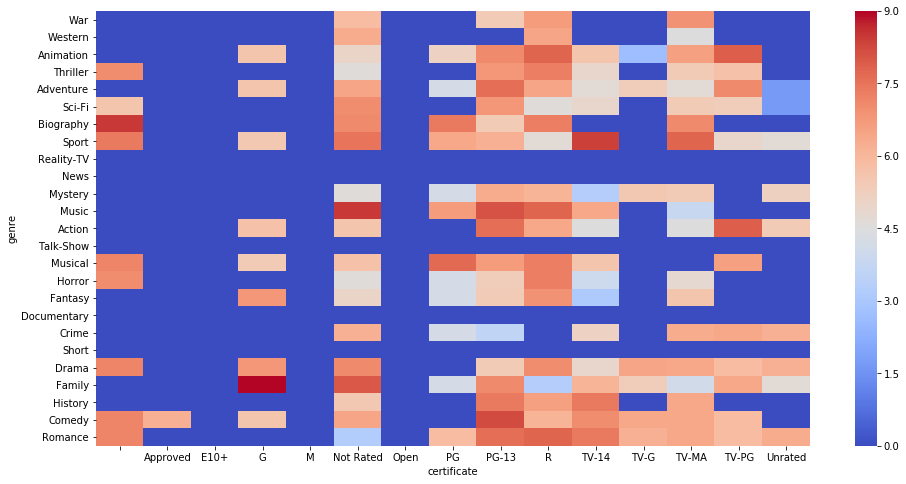 genre
War
Western
Animation
Thriller
Adventure
Sci-Fi
Biography
Sport
Reality-TV
News
Mystery
Music
Action
Talk-Show
Musical
Horror
Fantasy
Documentary
Crime
Short
Drama
Family
History
Comedy
Romance
Approved E10+ G M Not Rated Open PG PG-13 R TV-14 TV-G TV-MA TV-PG Unrated
certificate
9.0
7.5
6.0
4.5
3.0
1.5
0.0